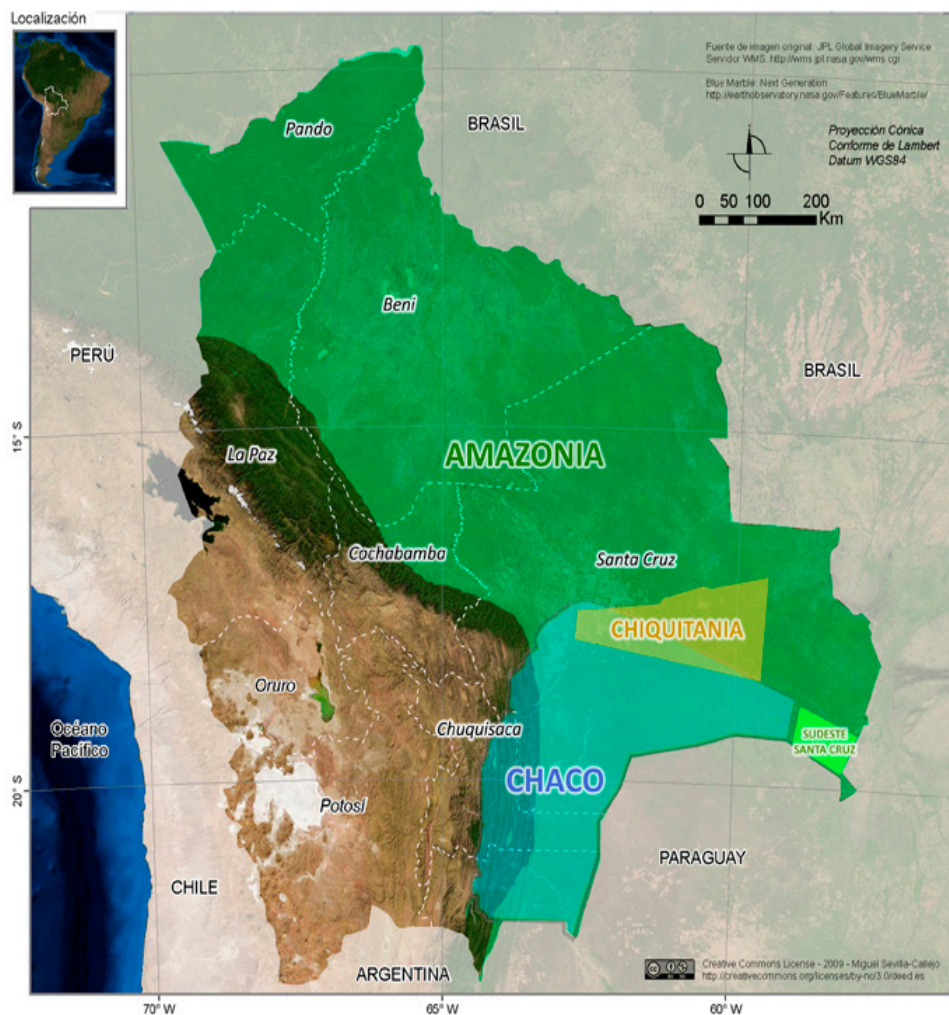 Localización
Fuente de imagen original: JPL Global Imagery Service
Servidor WMS: http://wms.jpl.nasa.gov/wms.cgi
Blue Marble: Next Generation
http://earthobservatory.nasa.gov/Features/BlueMarble/
Proyección Cónica
Conforme de Lambert
Datum WGS84
0 50 100 200
Km
BRASIL
Pando
Beni
PERÚ
BRASIL
15° S
La Paz
AMAZONIA
Cochabamba
Santa Cruz
CHIQUITANIA
Oruro
Océano
Pacífico
Chuquisaca
SUDESTE
SANTA CRUZ
CHACO
20° S
Potosí
PARAGUAY
CHILE
ARGENTINA
cc
Creative Commons License - 2009 - Miguel Sevilla-Callejo
http://creativecommons.org/licenses/by-nc/3.0/deed.es
70° W
65° W
60° W